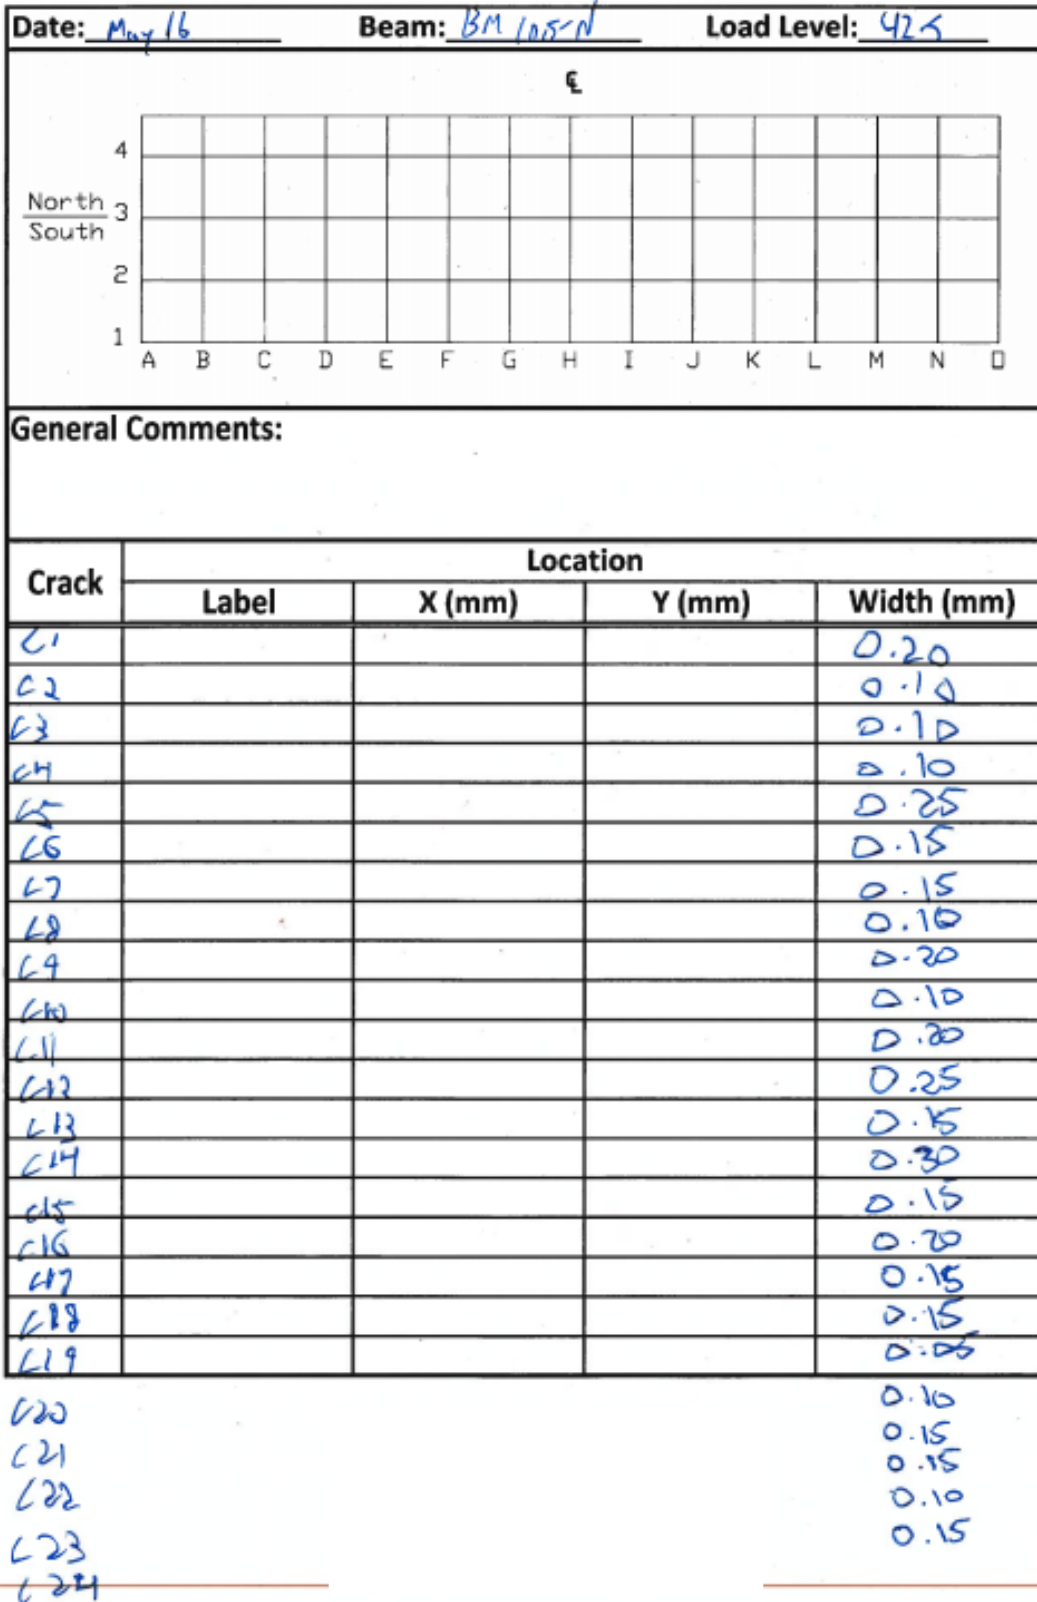 Date: May 16 Beam: BM 105-N Load Level: 425
℄
4
North 3
South
2
1
A B C D E F G H I J K L M N O
General Comments:
Crack Location
Label X (mm) Y (mm) Width (mm)
C1 0.20
C2 0.10
C3 0.10
C4 0.10
C5 0.25
C6 0.15
C7 0.15
C8 0.10
C9 0.20
C10 0.10
C11 0.20
C12 0.25
C13 0.15
C14 0.30
C15 0.15
C16 0.20
C17 0.15
C18 0.15
C19 0.05
C20 0.10
C21 0.15
0.15
C22 0.10
C23 0.15
C24